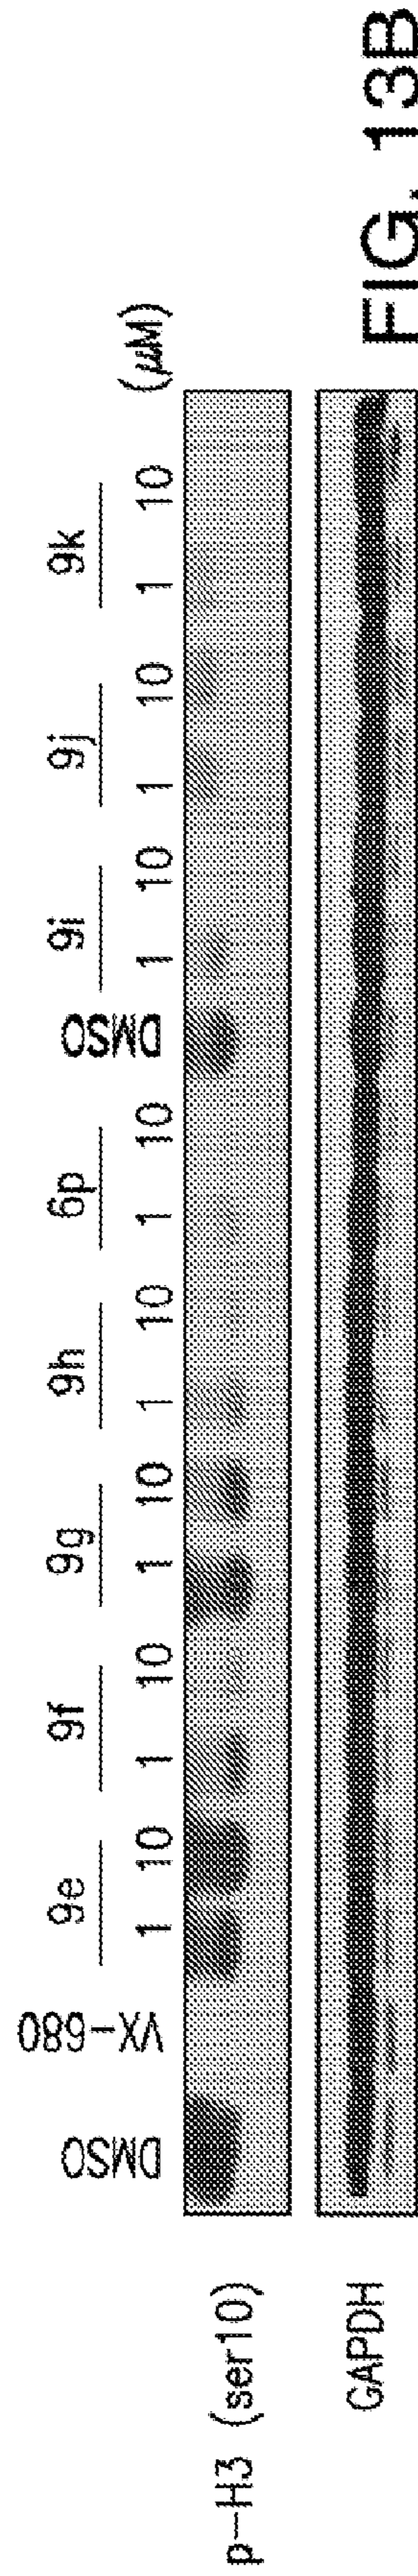 9e 9f 9g 9h 6p 9i 9j 9k
DMSO VX-680 1 10 1 10 1 10 1 10 1 10 DMSO 1 10 1 10 1 10 (μM)
p-H3 (ser10)
GAPDH
FIG. 13B